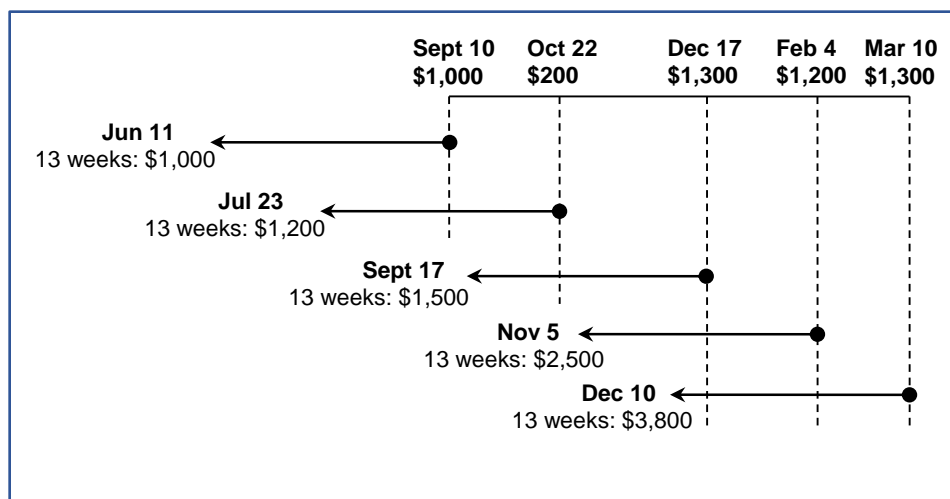 Sept 10 Oct 22 Dec 17 Feb 4 Mar 10
$1,000 $200 $1,300 $1,200 $1,300
Jun 11
13 weeks: $1,000
Jul 23
13 weeks: $1,200
Sept 17
13 weeks: $1,500
Nov 5
13 weeks: $2,500
Dec 10
13 weeks: $3,800